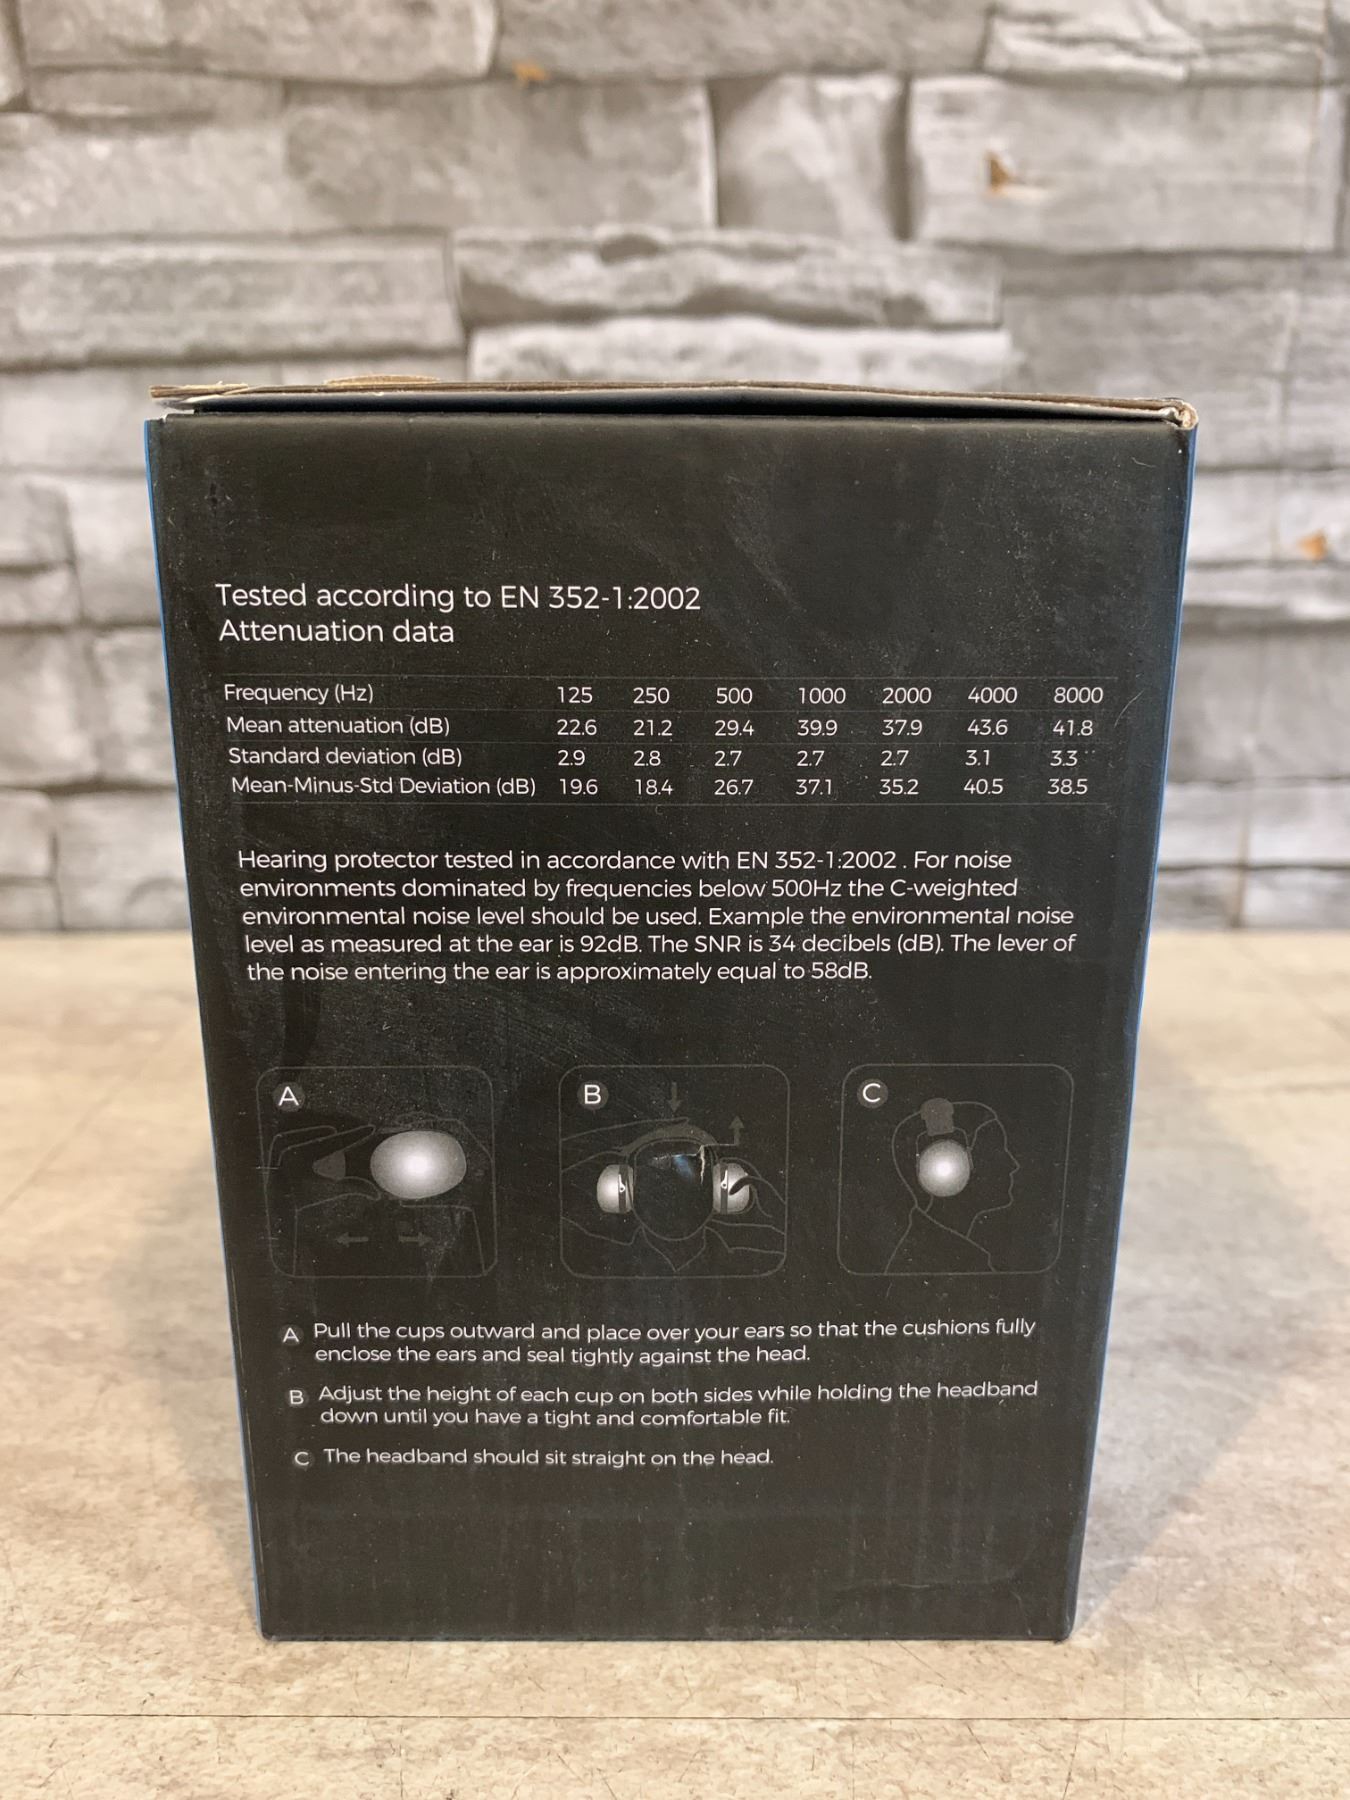 Tested according to EN 352-1:2002
Attenuation data
Frequency (Hz) 125 250 500 1000 2000 4000 8000
Mean attenuation (dB) 22.6 21.2 29.4 39.9 37.9 43.6 41.8
Standard deviation (dB) 2.9 2.8 2.7 2.7 2.7 3.1 3.3
Mean-Minus-Std Deviation (dB) 19.6 18.4 26.7 37.1 35.2 40.5 38.5
Hearing protector tested in accordance with EN 352-1:2002 . For noise
environments dominated by frequencies below 500Hz the C-weighted
environmental noise level should be used. Example the environmental noise
level as measured at the ear is 92dB. The SNR is 34 decibels (dB). The lever of
the noise entering the ear is approximately equal to 58dB.
A B C
A Pull the cups outward and place over your ears so that the cushions fully
enclose the ears and seal tightly against the head.
B Adjust the height of each cup on both sides while holding the headband
down until you have a tight and comfortable fit.
C The headband should sit straight on the head.